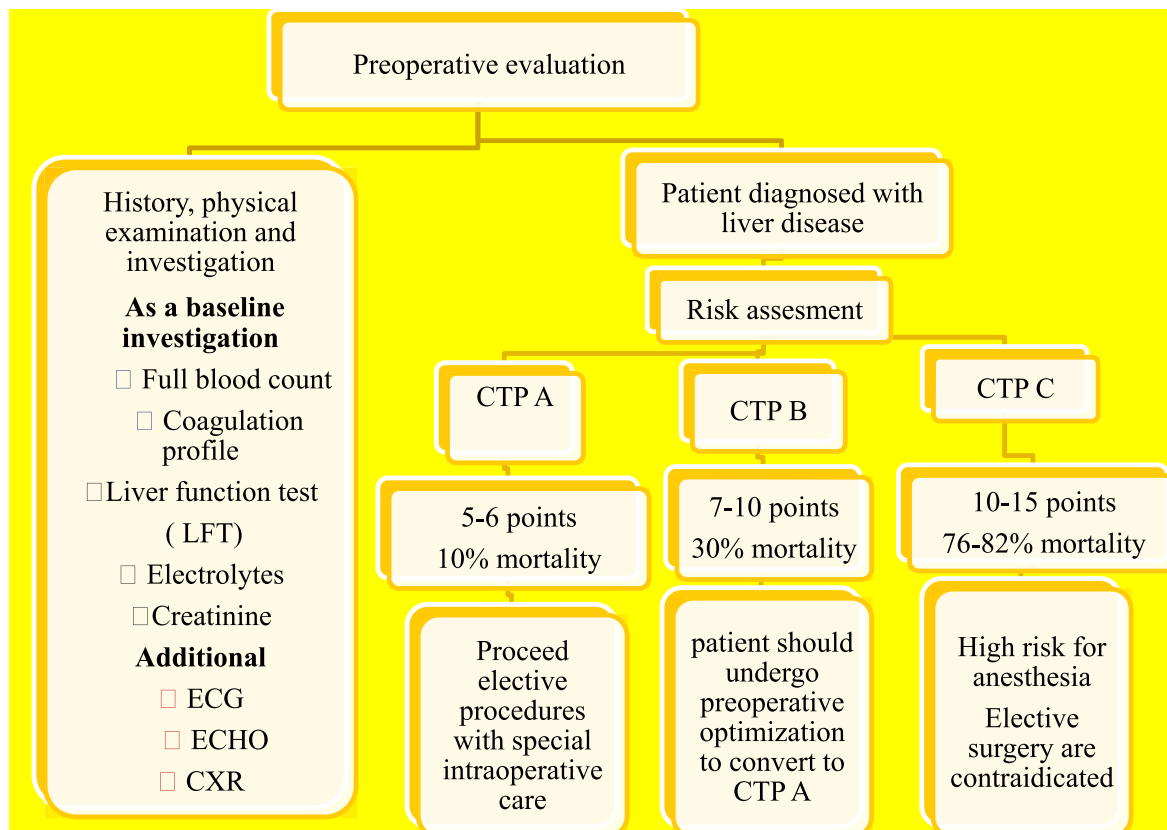 Preoperative evaluation
History, physical
examination and
investigation
As a baseline
investigation
Full blood count
Coagulation
profile
Liver function test
( LFT)
Electrolytes
Creatinine
Additional
ECG
ECHO
CXR
Patient diagnosed with
liver disease
Risk assesment
CTP A
5-6 points
10% mortality
Proceed
elective
procedures
with special
intraoperative
care
CTP B
7-10 points
30% mortality
patient should
undergo
preoperative
optimization
to convert to
CTP A
CTP C
10-15 points
76-82% mortality
High risk for
anesthesia
Elective
surgery are
contraidicated